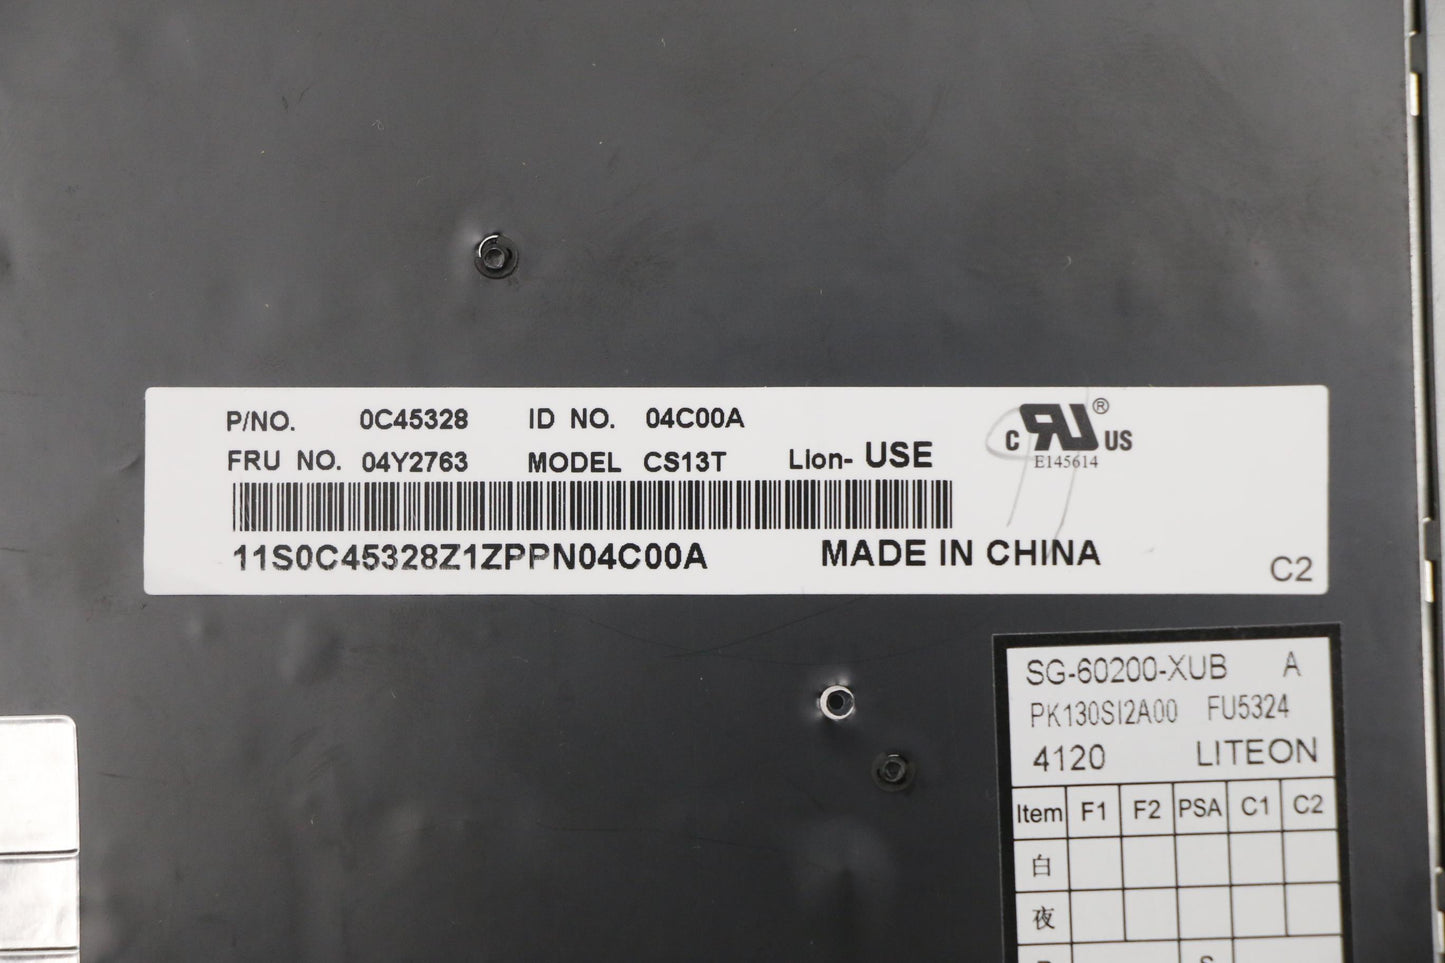 P/NO. 0C45328 ID NO. 04C00A
FRU NO. 04Y2763 MODEL CS13T Lion- USE
C RU ® US
E145614
11S0C45328Z1ZPPN04C00A MADE IN CHINA
C2
SG-60200-XUB A
PK130SI2A00 FU5324
4120 LITEON
Item F1 F2 PSA C1 C2
白
夜